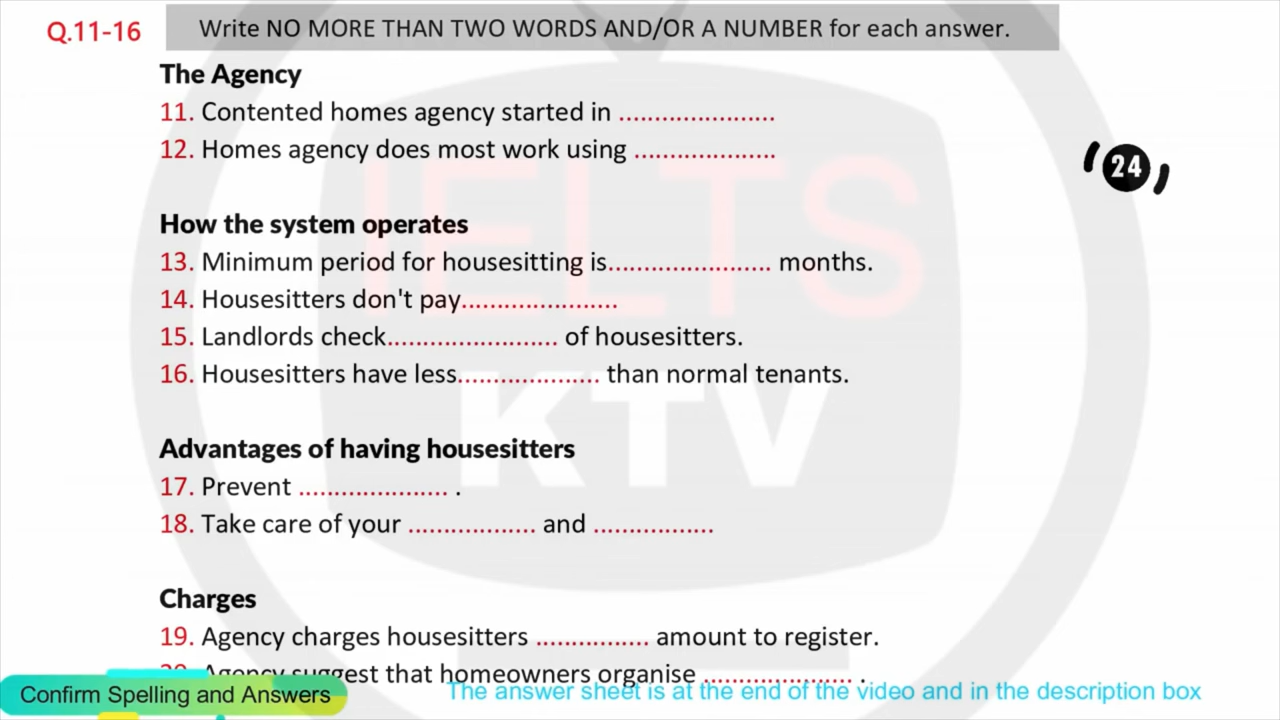 Q.11-16
Write NO MORE THAN TWO WORDS AND/OR A NUMBER for each answer.
The Agency
11. Contented homes agency started in ......................
12. Homes agency does most work using ....................
24
How the system operates
13. Minimum period for housesitting is....................... months.
14. Housesitters don't pay......................
15. Landlords check........................ of housesitters.
16. Housesitters have less.................... than normal tenants.
Advantages of having housesitters
17. Prevent ..................... .
18. Take care of your .................. and .................
Charges
19. Agency charges housesitters ................ amount to register.
20. Agency suggest that homeowners organise ..................... .
Confirm Spelling and Answers
The answer sheet is at the end of the video and in the description box
IELTS
KTV